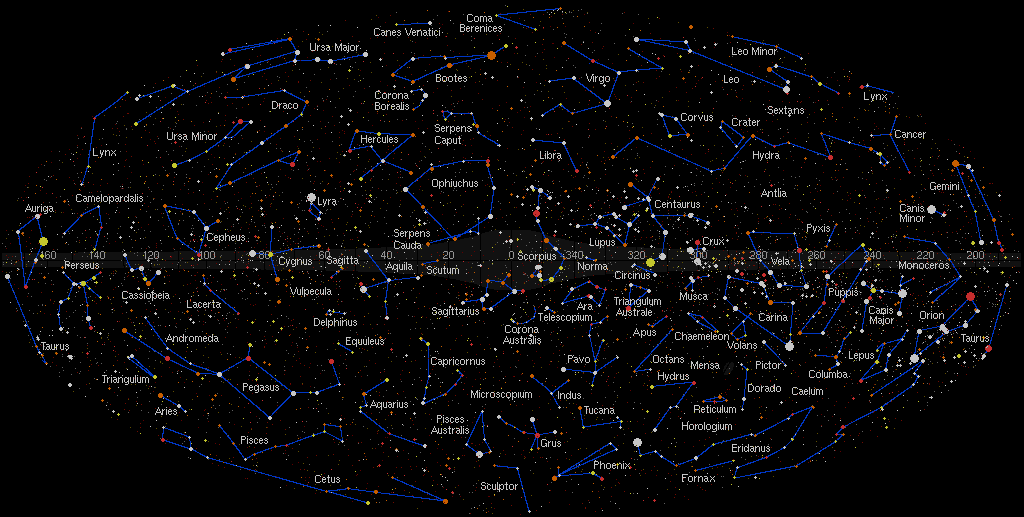 Coma
Berenices
Canes Venatici
Ursa Major
Leo Minor
Bootes
Virgo
Leo
Lynx
Corona
Borealis
Draco
Sextans
Corvus
Crater
Ursa Minor
Hercules
Serpens
Caput
Cancer
Lynx
Libra
Hydra
Ophiuchus
Gemini
Antlia
Camelopardalis
Lyra
Auriga
Centaurus
Canis
Minor
Cepheus
Serpens
Cauda
Lupus
Crux
Pyxis
160
140
120
100
80
60
40
20
0
340
330
320
300
280
260
240
220
200
Perseus
Cygnus
Sagitta
Aquila
Scutum
Scorpius
Norma
Circinus
Vela
Monoceros
Cassiopeia
Lacerta
Vulpecula
Sagittarius
Ara
Telescopium
Triangulum
Australe
Musca
Puppis
Canis
Major
Orion
Delphinus
Corona
Australis
Apus
Carina
Andromeda
Equuleus
Chamaeleon
Volans
Taurus
Taurus
Triangulum
Capricornus
Pavo
Octans
Mensa
Pictor
Lepus
Columba
Pegasus
Hydrus
Dorado
Caelum
Aries
Aquarius
Microscopium
Indus
Tucana
Reticulum
Horologium
Pisces
Pisces
Australis
Grus
Eridanus
Cetus
Sculptor
Phoenix
Fornax